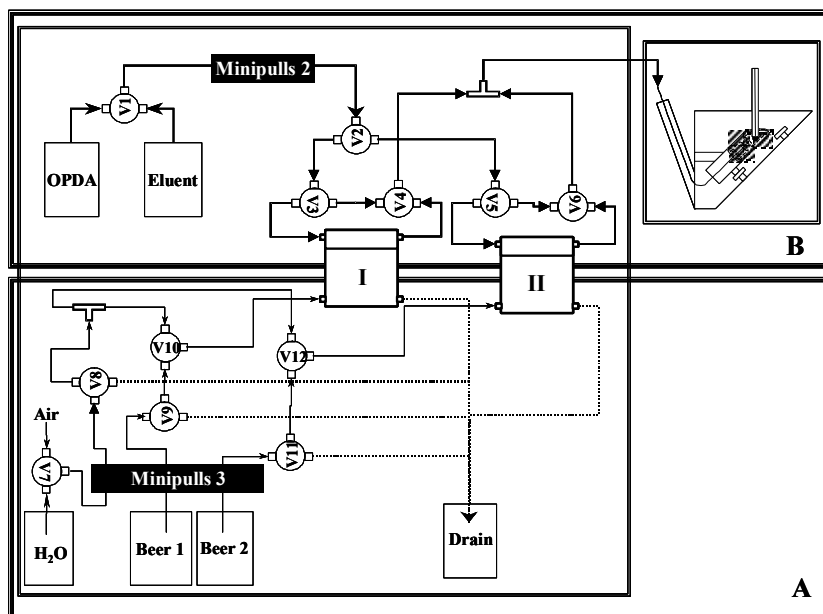 Minipulls 2
V1
V2
OPDA
Eluent
V3
V4
V5
V6
B
I
II
V10
V12
V8
V9
Air
V11
V7
Minipulls 3
H₂O
Beer 1
Beer 2
Drain
A